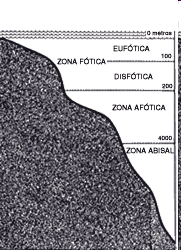 0 metros
EUFÓTICA
100
ZONA FÓTICA
DISFÓTICA
200
ZONA AFÓTICA
4000
ZONA ABISAL